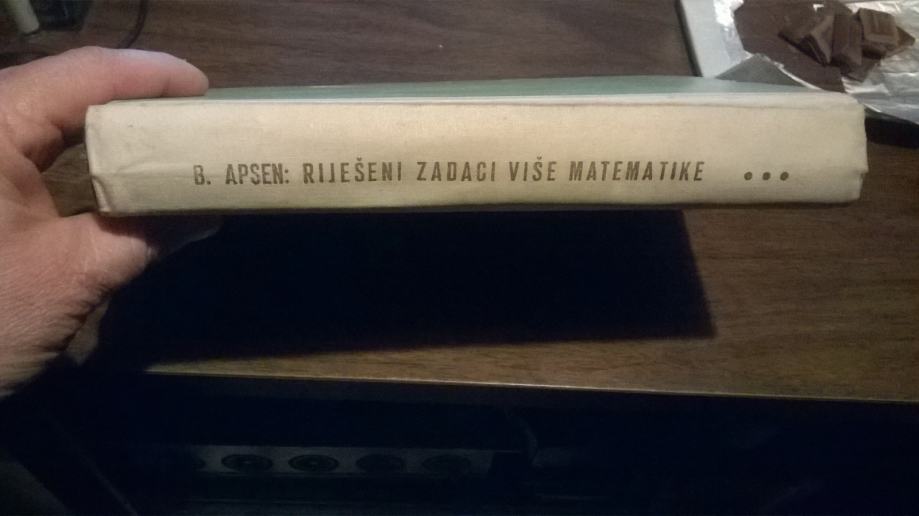 B. APSEN: RIJEŠENI ZADACI VIŠE MATEMATIKE •••